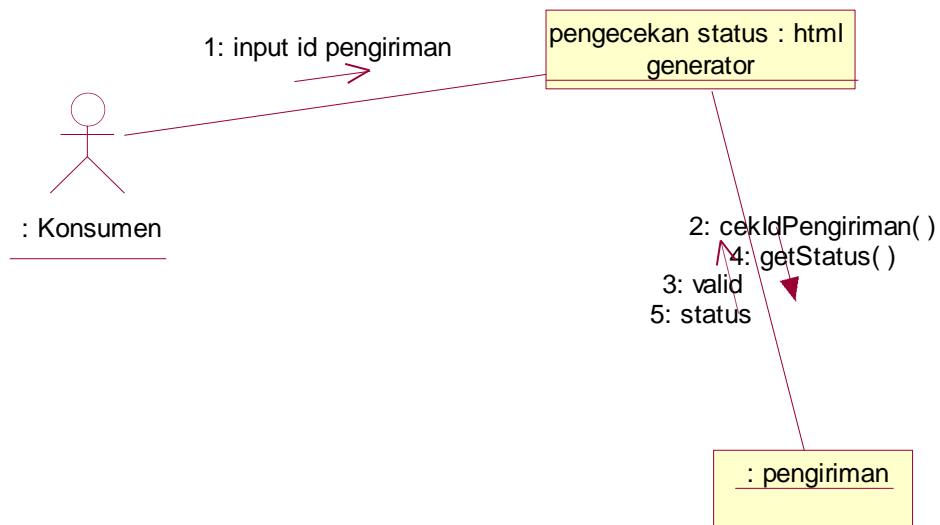 1: input id pengiriman
pengecekan status : html
generator
: Konsumen
2: cekIdPengiriman( )
4: getStatus( )
3: valid
5: status
: pengiriman